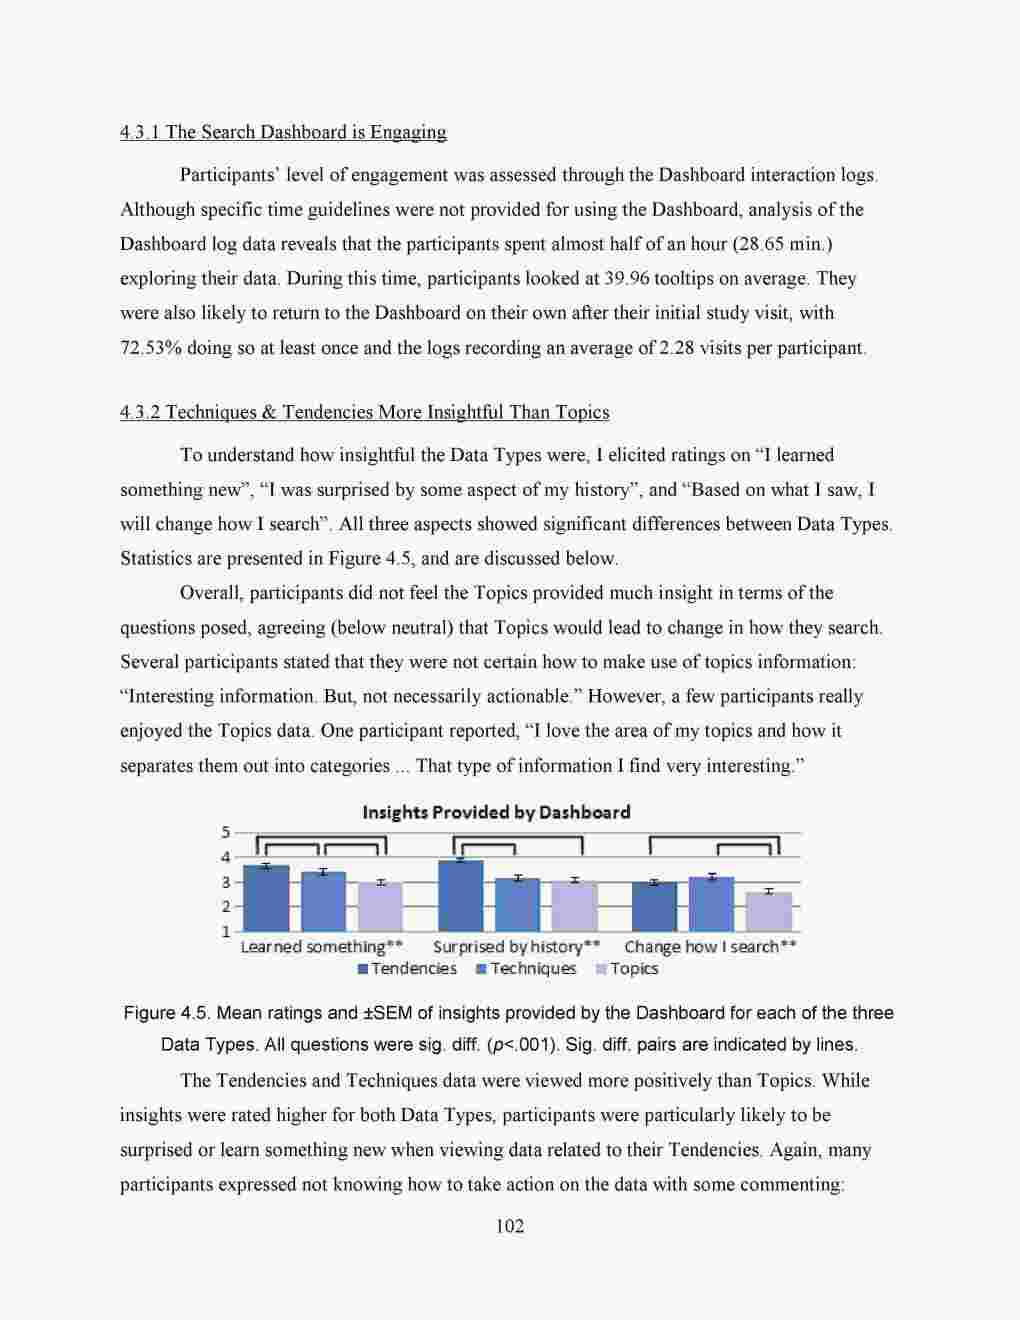 4.3.1 The Search Dashboard is Engaging
Participants’ level of engagement was assessed through the Dashboard interaction logs.
Although specific time guidelines were not provided for using the Dashboard, analysis of the
Dashboard log data reveals that the participants spent almost half of an hour (28.65 min.)
exploring their data. During this time, participants looked at 39.96 tooltips on average. They
were also likely to return to the Dashboard on their own after their initial study visit, with
72.53% doing so at least once and the logs recording an average of 2.28 visits per participant.
4.3.2 Techniques & Tendencies More Insightful Than Topics
To understand how insightful the Data Types were, I elicited ratings on “I learned
something new”, “I was surprised by some aspect of my history”, and “Based on what I saw, I
will change how I search”. All three aspects showed significant differences between Data Types.
Statistics are presented in Figure 4.5, and are discussed below.
Overall, participants did not feel the Topics provided much insight in terms of the
questions posed, agreeing (below neutral) that Topics would lead to change in how they search.
Several participants stated that they were not certain how to make use of topics information:
“Interesting information. But, not necessarily actionable.” However, a few participants really
enjoyed the Topics data. One participant reported, “I love the area of my topics and how it
separates them out into categories ... That type of information I find very interesting.”
Insights Provided by Dashboard
5
4
3
2
1
Learned something** Surprised by history** Change how I search**
Tendencies Techniques Topics
Figure 4.5. Mean ratings and ±SEM of insights provided by the Dashboard for each of the three
Data Types. All questions were sig. diff. (p<.001). Sig. diff. pairs are indicated by lines.
The Tendencies and Techniques data were viewed more positively than Topics. While
insights were rated higher for both Data Types, participants were particularly likely to be
surprised or learn something new when viewing data related to their Tendencies. Again, many
participants expressed not knowing how to take action on the data with some commenting:
102